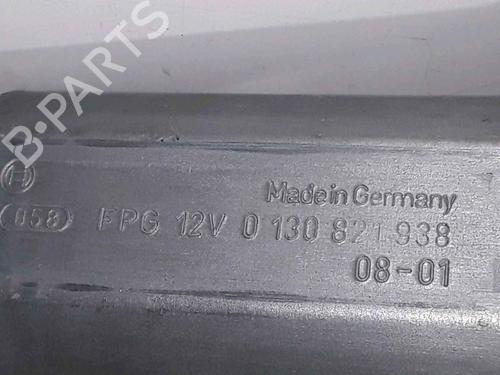 B-PARTS
Made in Germany
058 FPG 12V 0 130 821 938
08-01